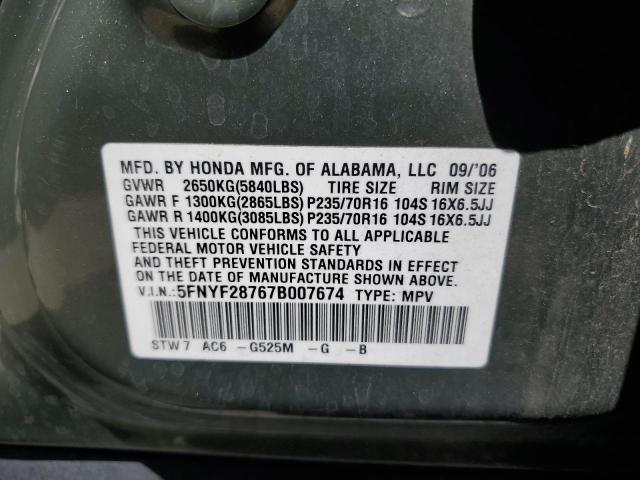 MFD. BY HONDA MFG. OF ALABAMA, LLC 09/'06
GVWR 2650KG(5840LBS) TIRE SIZE RIM SIZE
GAWR F 1300KG(2865LBS) P235/70R16 104S 16X6.5JJ
GAWR R 1400KG(3085LBS) P235/70R16 104S 16X6.5JJ
THIS VEHICLE CONFORMS TO ALL APPLICABLE
FEDERAL MOTOR VEHICLE SAFETY
AND THEFT PREVENTION STANDARDS IN EFFECT
ON THE DATE OF MANUFACTURE SHOWN ABOVE.
V.I.N.:5FNYF28767B007674 TYPE: MPV
STW7 AC6 -G525M -G -B